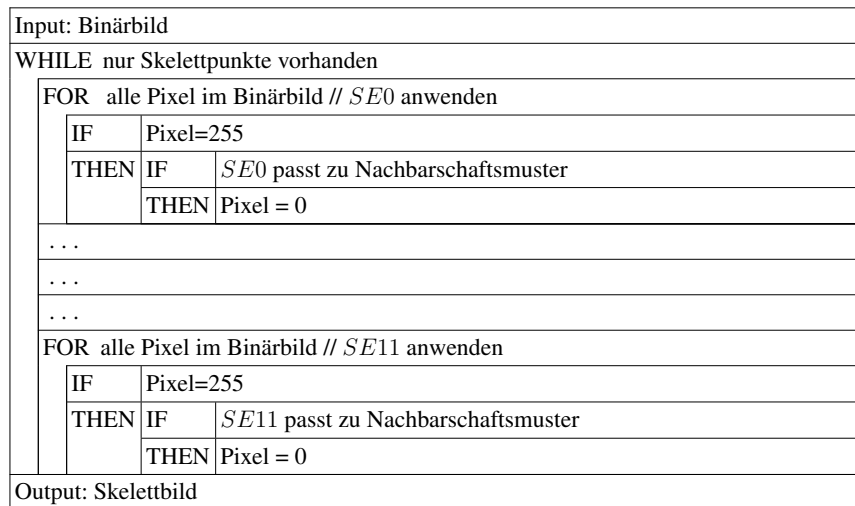 Input: Binärbild
WHILE nur Skelettpunkte vorhanden
FOR alle Pixel im Binärbild // SE0 anwenden
IF Pixel=255
THEN IF SE0 passt zu Nachbarschaftsmuster
THEN Pixel = 0
. . .
. . .
. . .
FOR alle Pixel im Binärbild // SE11 anwenden
IF Pixel=255
THEN IF SE11 passt zu Nachbarschaftsmuster
THEN Pixel = 0
Output: Skelettbild